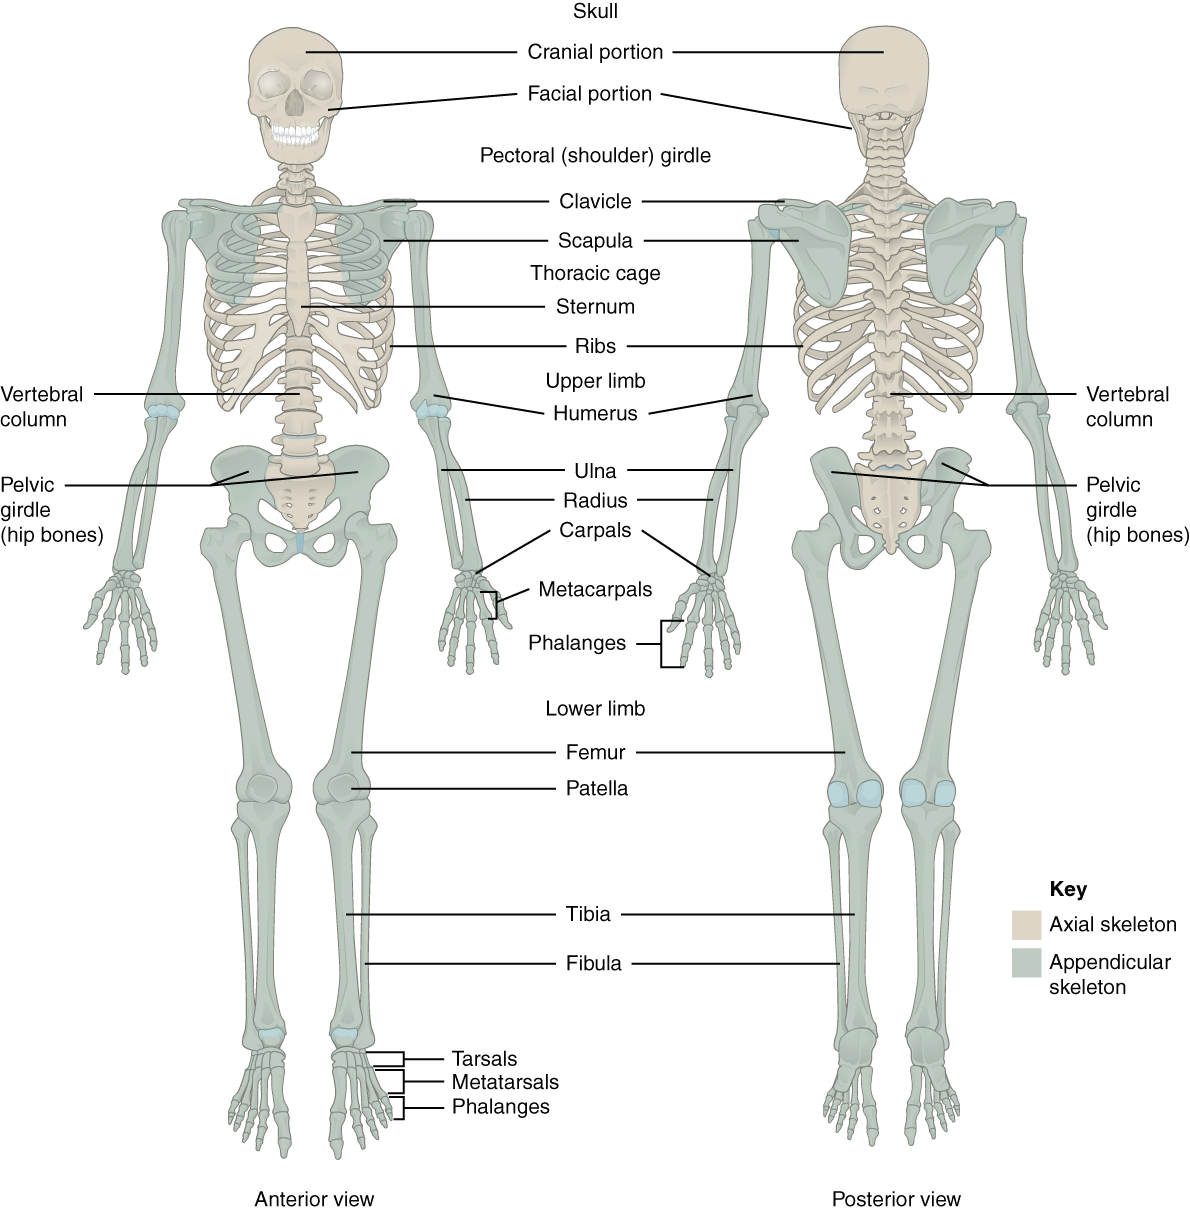 Skull
Cranial portion
Facial portion
Pectoral (shoulder) girdle
Clavicle
Scapula
Thoracic cage
Sternum
Ribs
Upper limb
Humerus
Vertebral
column
Vertebral
column
Ulna
Radius
Carpals
Pelvic
girdle
(hip bones)
Pelvic
girdle
(hip bones)
Metacarpals
Phalanges
Lower limb
Femur
Patella
Tibia
Fibula
Key
Axial skeleton
Appendicular
skeleton
Tarsals
Metatarsals
Phalanges
Anterior view
Posterior view